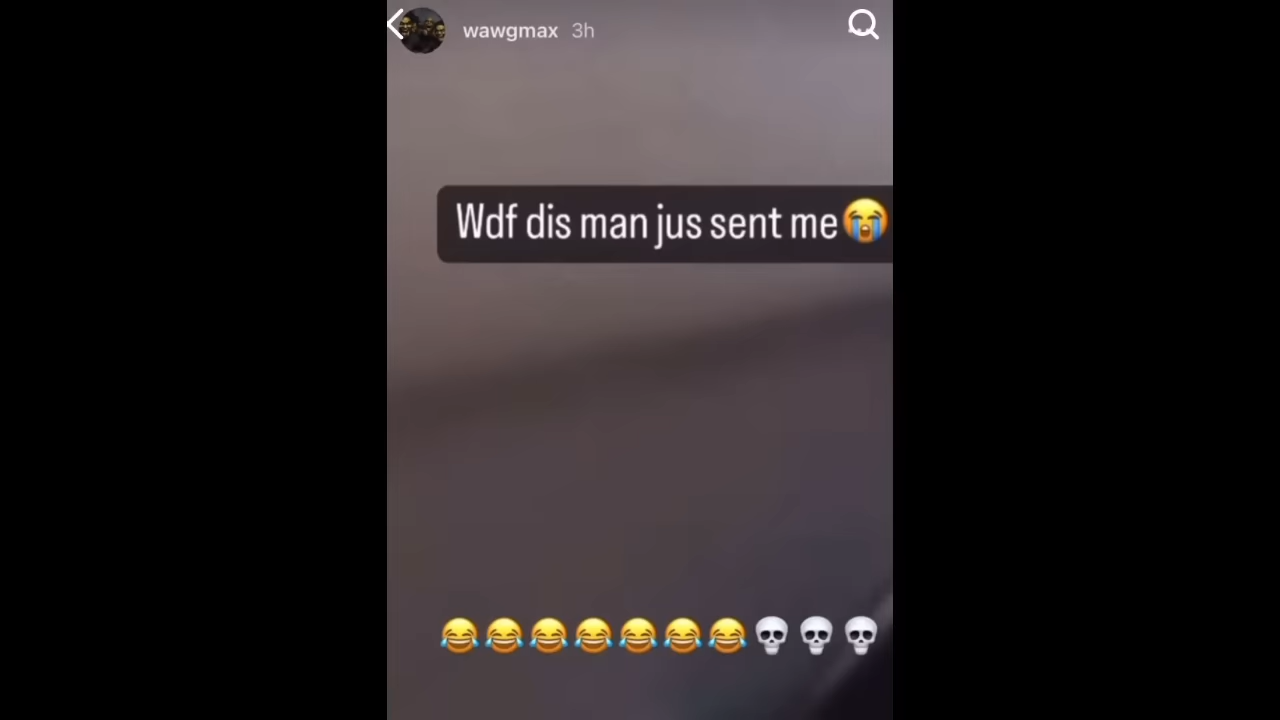 wawgmax 3h
Wdf dis man jus sent me😭
😂😂😂😂😂😂😂💀💀💀